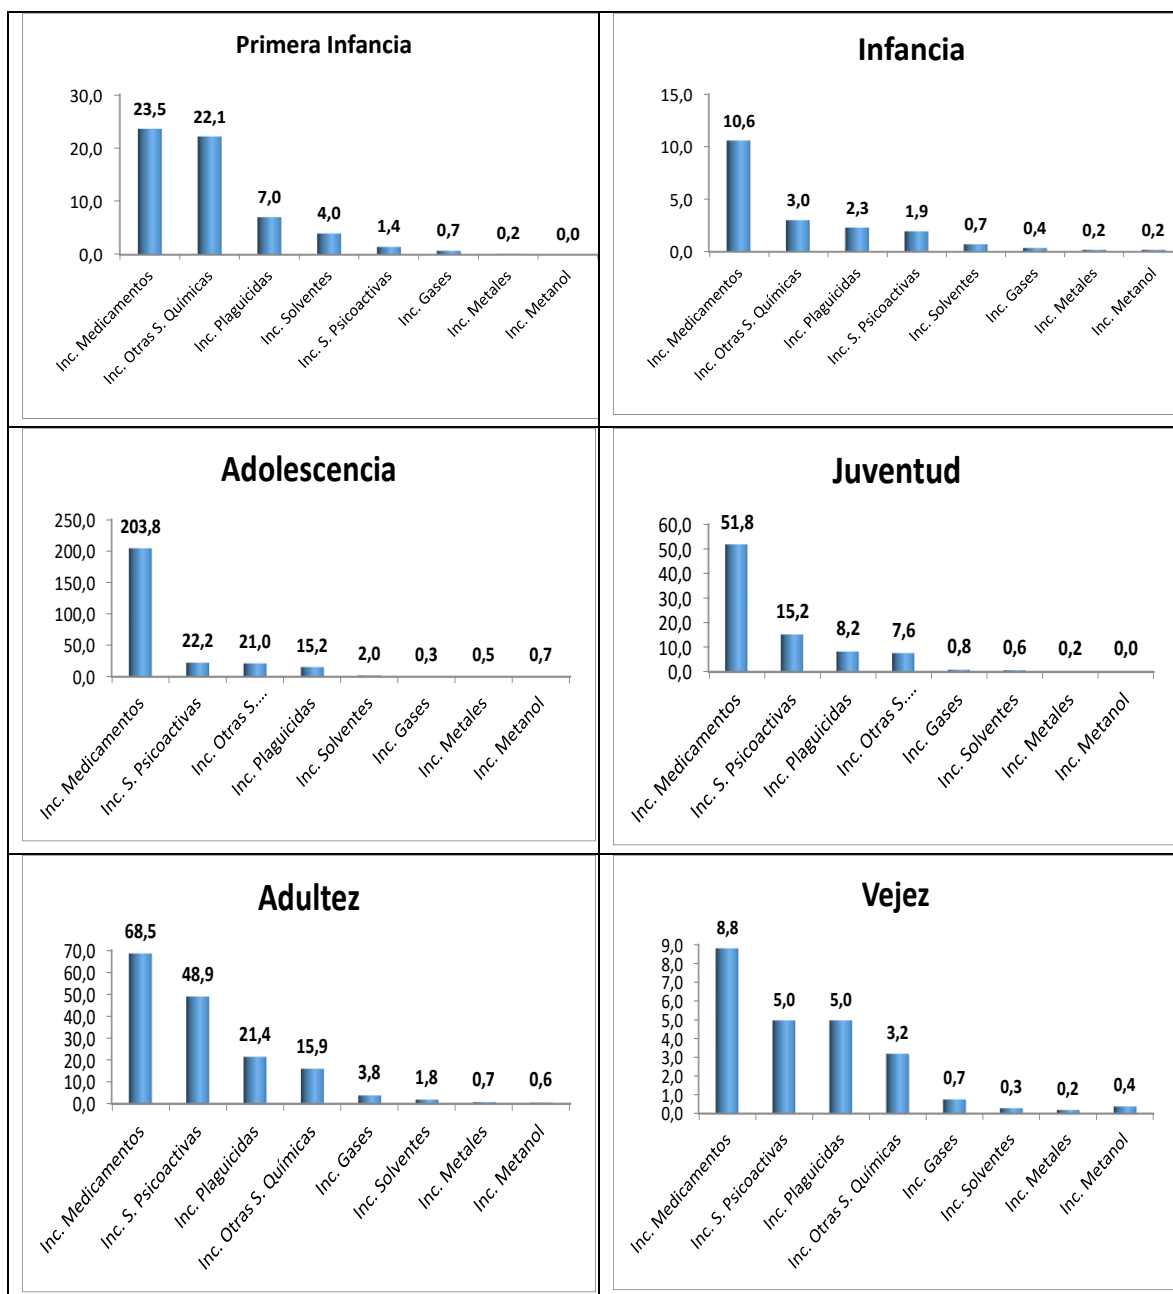 Primera Infancia
30,0
20,0
10,0
0,0
23,5
22,1
7,0
4,0
1,4
0,7
0,2
0,0
Inc. Medicamentos
Inc. Otras S. Químicas
Inc. Plaguicidas
Inc. Solventes
Inc. S. Psicoactivas
Inc. Gases
Inc. Metales
Inc. Metanol
Infancia
15,0
10,0
5,0
0,0
10,6
3,0
2,3
1,9
0,7
0,4
0,2
0,2
Inc. Medicamentos
Inc. Otras S. Químicas
Inc. Plaguicidas
Inc. S. Psicoactivas
Inc. Solventes
Inc. Gases
Inc. Metales
Inc. Metanol
Adolescencia
250,0
200,0
150,0
100,0
50,0
0,0
203,8
22,2
21,0
15,2
2,0
0,3
0,5
0,7
Inc. Medicamentos
Inc. S. Psicoactivas
Inc. Otras S....
Inc. Plaguicidas
Inc. Solventes
Inc. Gases
Inc. Metales
Inc. Metanol
Juventud
60,0
50,0
40,0
30,0
20,0
10,0
0,0
51,8
15,2
8,2
7,6
0,8
0,6
0,2
0,0
Inc. Medicamentos
Inc. S. Psicoactivas
Inc. Plaguicidas
Inc. Otras S....
Inc. Gases
Inc. Solventes
Inc. Metales
Inc. Metanol
Adultez
70,0
60,0
50,0
40,0
30,0
20,0
10,0
0,0
68,5
48,9
21,4
15,9
3,8
1,8
0,7
0,6
Inc. Medicamentos
Inc. S. Psicoactivas
Inc. Plaguicidas
Inc. Otras S. Químicas
Inc. Gases
Inc. Solventes
Inc. Metales
Inc. Metanol
Vejez
9,0
8,0
7,0
6,0
5,0
4,0
3,0
2,0
1,0
0,0
8,8
5,0
5,0
3,2
0,7
0,3
0,2
0,4
Inc. Medicamentos
Inc. S. Psicoactivas
Inc. Plaguicidas
Inc. Otras S. Químicas
Inc. Gases
Inc. Solventes
Inc. Metales
Inc. Metanol